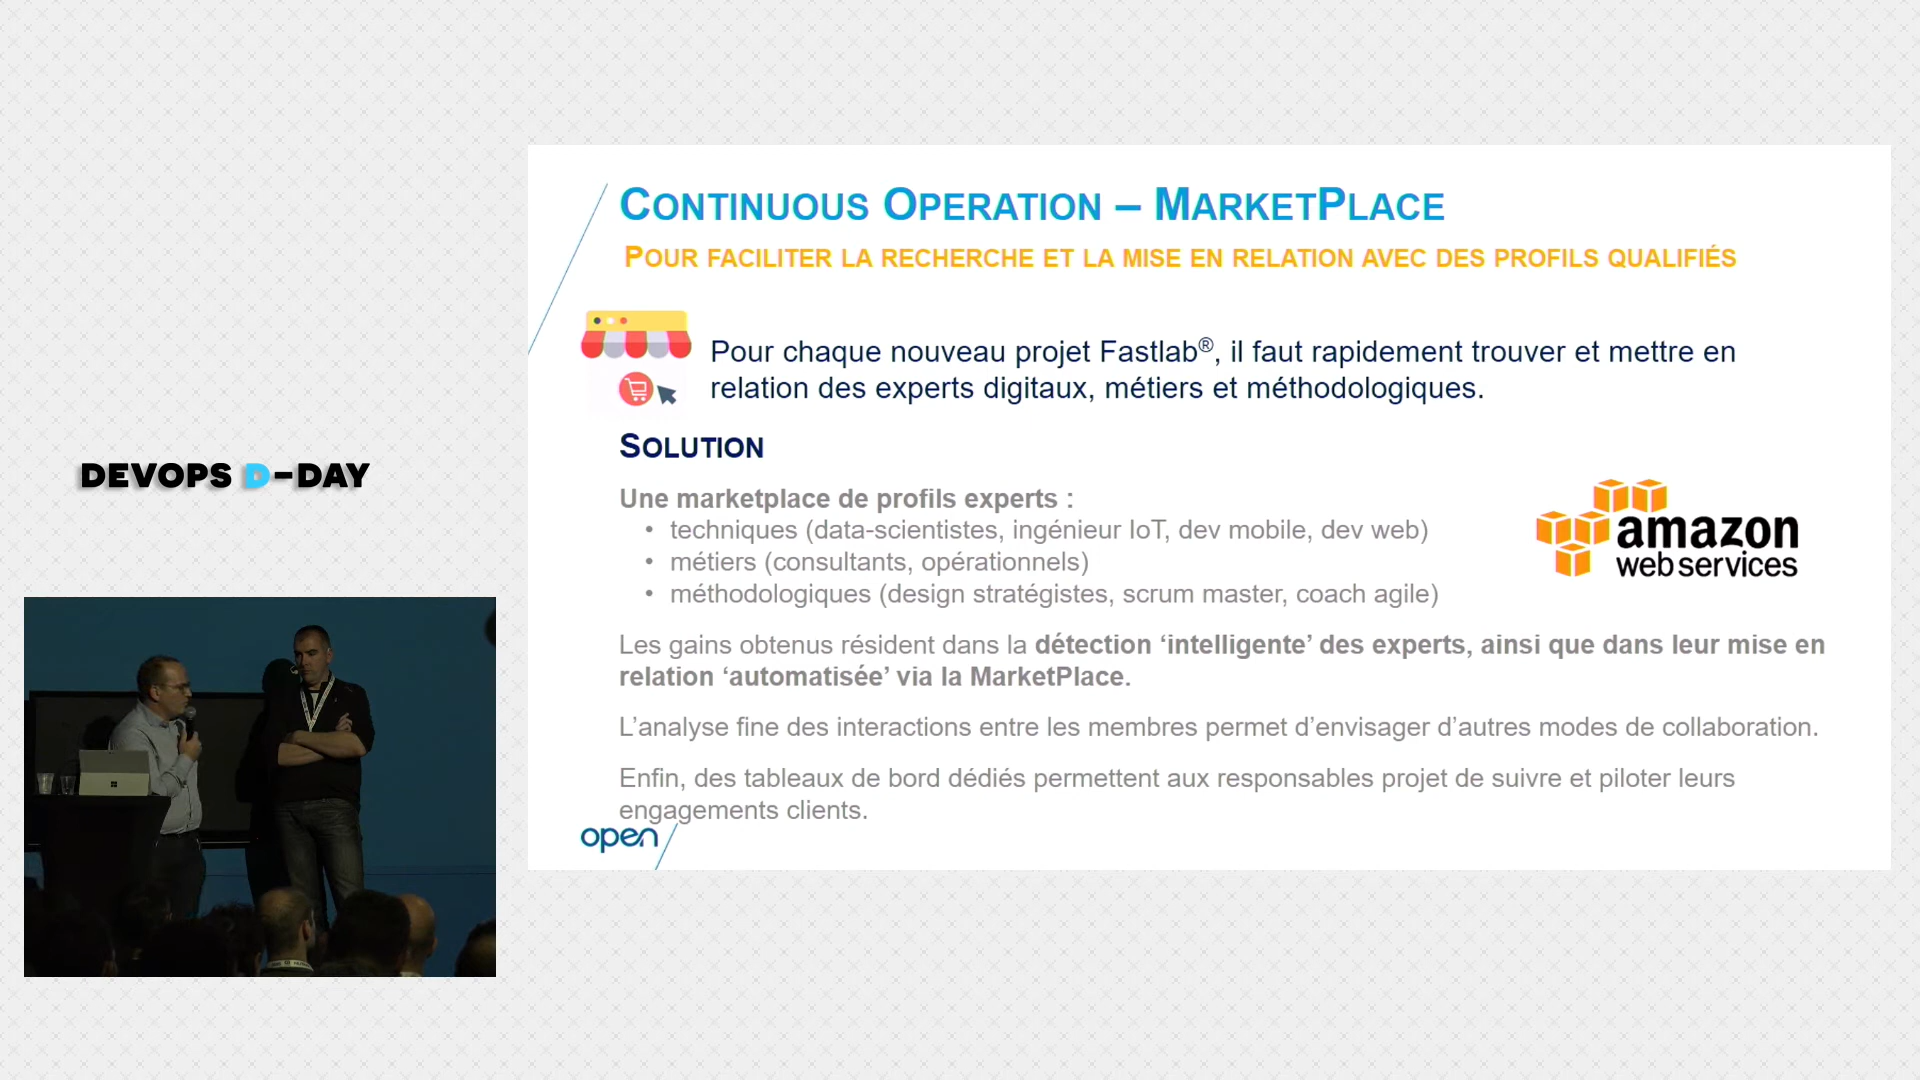 CONTINUOUS OPERATION – MARKETPLACE
POUR FACILITER LA RECHERCHE ET LA MISE EN RELATION AVEC DES PROFILS QUALIFIÉS
Pour chaque nouveau projet Fastlab®, il faut rapidement trouver et mettre en
relation des experts digitaux, métiers et méthodologiques.
SOLUTION
Une marketplace de profils experts :
• techniques (data-scientistes, ingénieur IoT, dev mobile, dev web)
• métiers (consultants, opérationnels)
• méthodologiques (design stratégistes, scrum master, coach agile)
amazon
web services
Les gains obtenus résident dans la détection ‘intelligente’ des experts, ainsi que dans leur mise en
relation ‘automatisée’ via la MarketPlace.
L’analyse fine des interactions entre les membres permet d’envisager d’autres modes de collaboration.
Enfin, des tableaux de bord dédiés permettent aux responsables projet de suivre et piloter leurs
engagements clients.
open
DEVOPS D-DAY